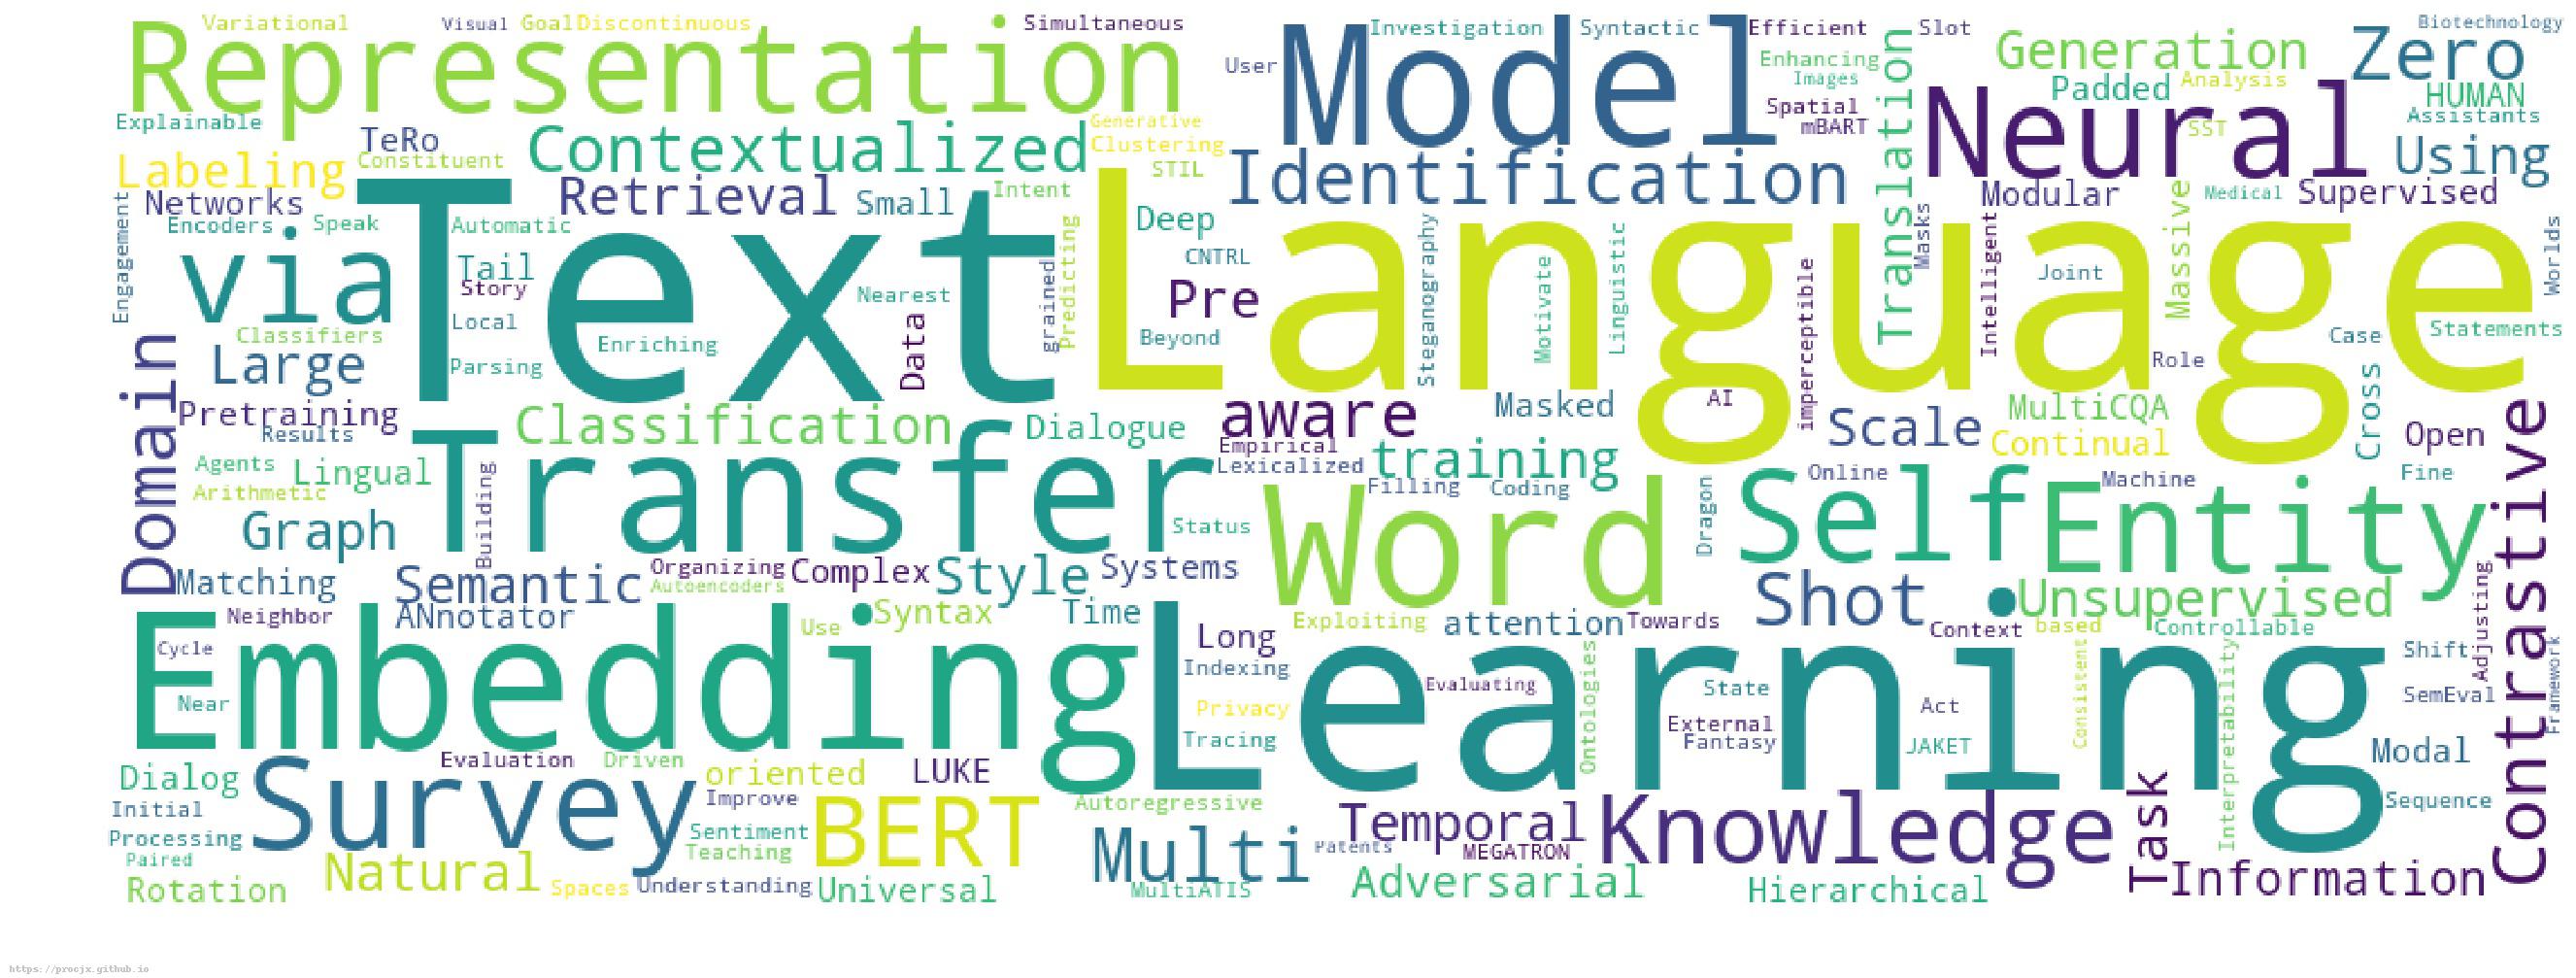 Variational Visual Goal Discontinuous Simultaneous Investigation Syntactic Efficient Slot Biotechnology
Representation Model Generation Zero
User Enhancing Images Padded Analysis HUMAN
Explainable TeRo Contextualized Generative Clustering Spatial mBART Translation Neural SST Assistants
Labeling Constituent STIL Identification Using
Engagement Networks Retrieval Small Intent Deep Masks Modular Massive Medical Supervised
Encoders Speak Automatic
via Text Language
Tail Story Nearest grained Predicting CNTRL Pre Steganography Motivate Linguistic imperceptible Intelligent Joint Worlds
Classifiers Local Enriching Data Beyond Case Statements
Domain Large Parsing Role
Pretraining Results Classification Dialogue aware Masked AI Scale MultiCQA Continual Cross Open
Agents Lingual Transfer Empirical Lexicalized training Online Machine Fine
Arithmetic Building Filling Coding Contrastive
Graph Status Word Dragon Self Entity
Matching Semantic Organizing Autoencoders Complex Style Systems Shot Unsupervised
Neighbor ANnotator Use Syntax Time Exploiting attention Towards Context based Controllable
Cycle Embedding Long Learning Shift Adjusting
Near Indexing Evaluating Ontologies State Act Consistent Interpretability SemEval Framework
Privacy External
Evaluation Driven Tracing Fantasy JAKET Modal
Dialog Survey oriented LUKE
Initial Improve BERT Autoregressive Temporal Knowledge Task Sequence
Processing Sentiment Multi
Paired Natural Teaching Patents MEGATRON
Rotation Spaces Understanding Universal MultiATIS Adversarial Hierarchical Information
https://procjx.github.io